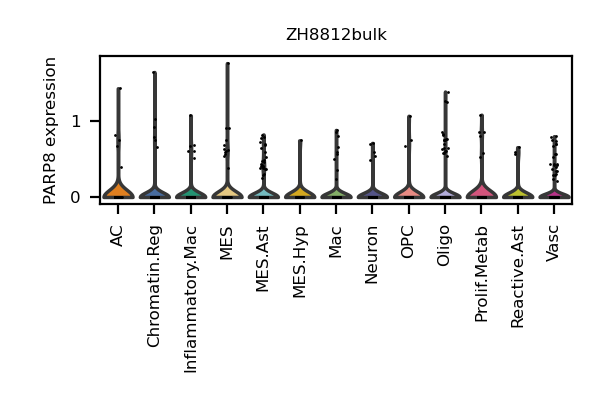 ZH8812bulk
PARP8 expression
1
0
AC
Chromatin.Reg
Inflammatory.Mac
MES
MES.Ast
MES.Hyp
Mac
Neuron
OPC
Oligo
Prolif.Metab
Reactive.Ast
Vasc